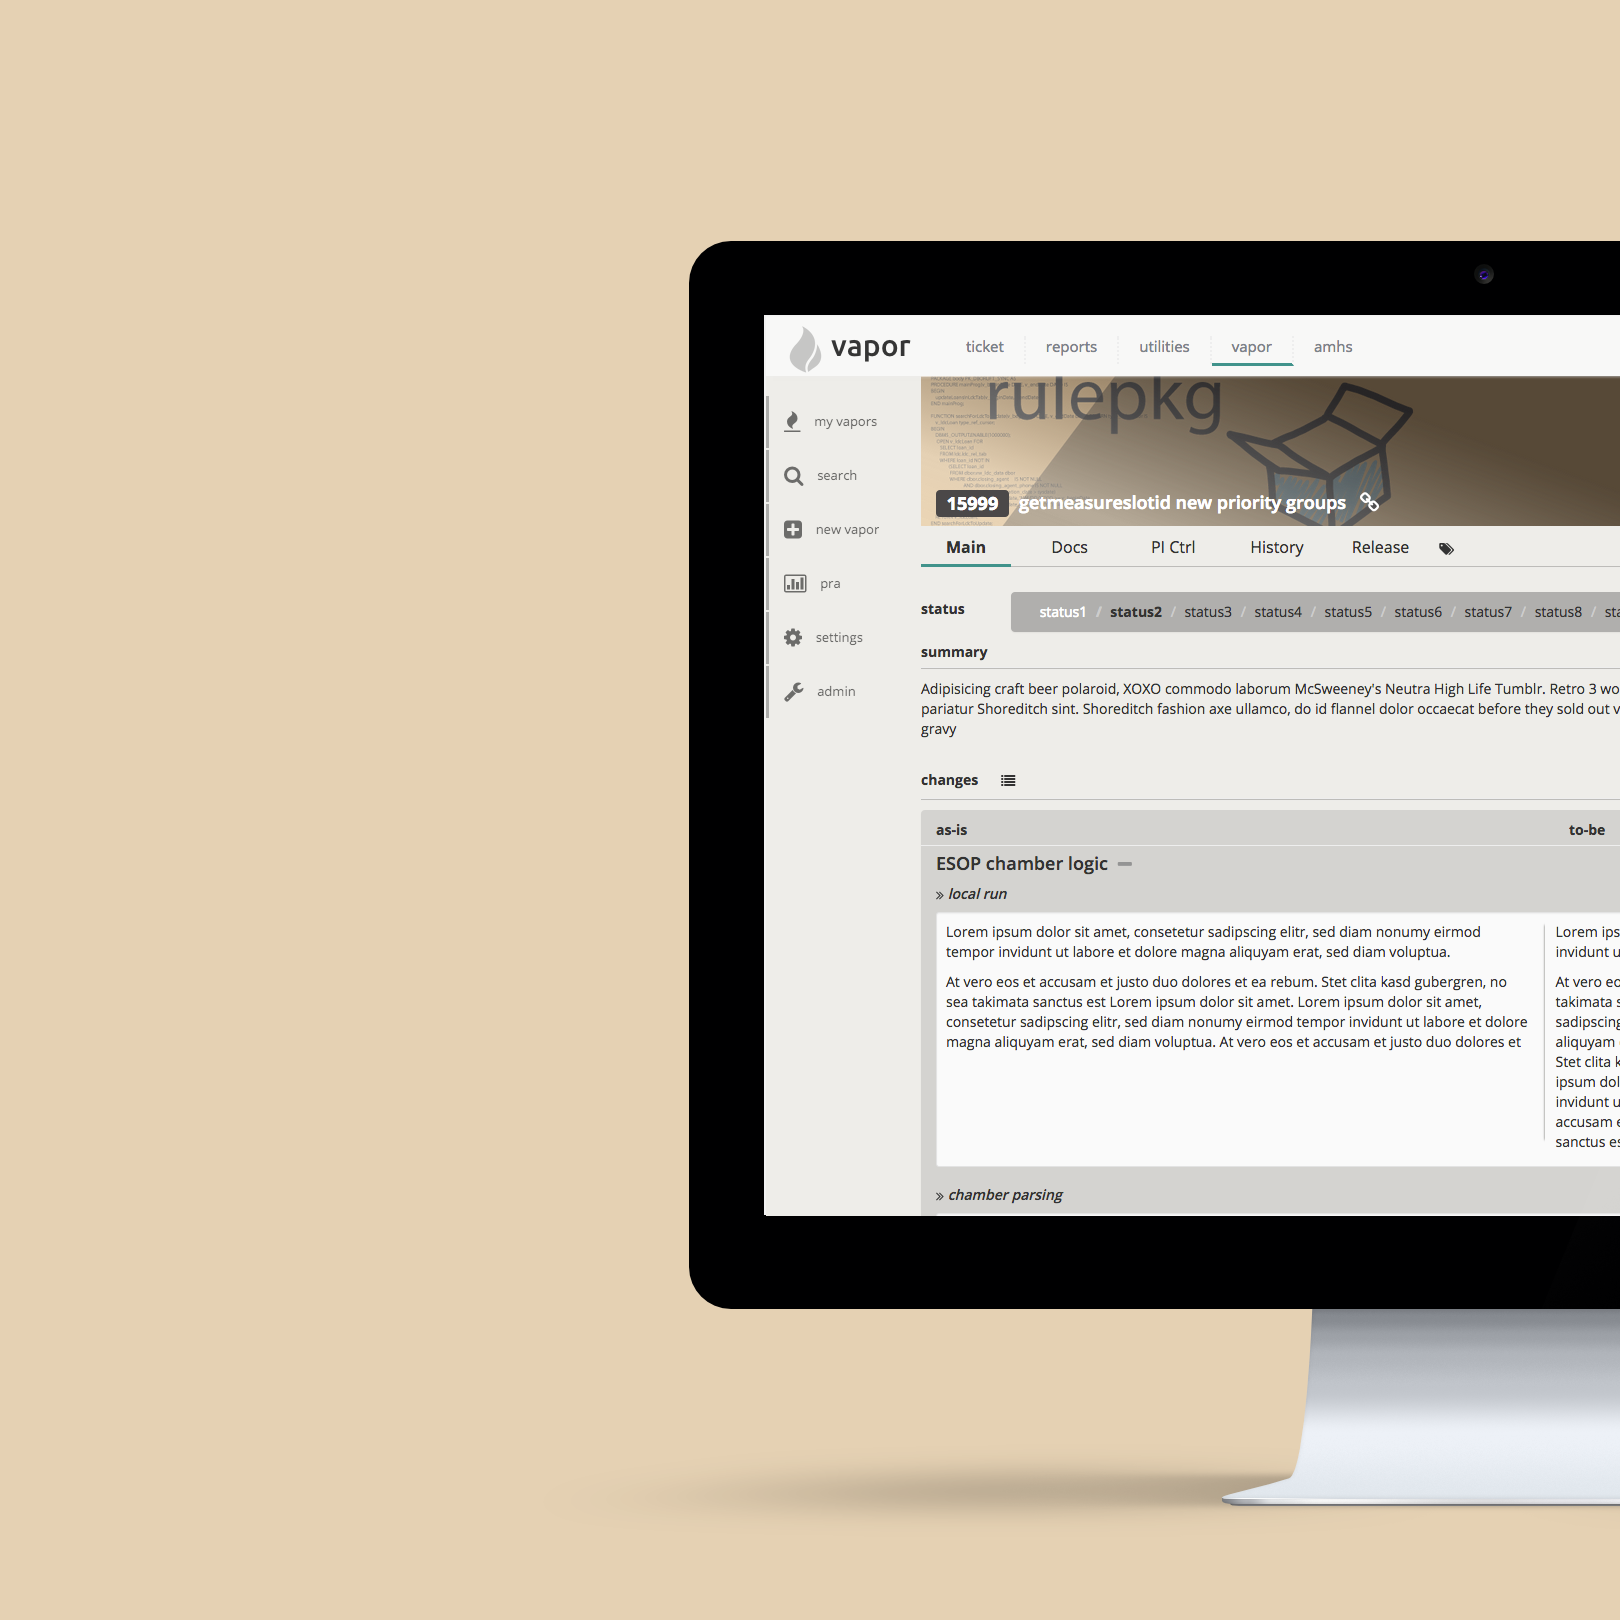 vapor
ticket
reports
utilities
vapor
amhs
my vapors
search
new vapor
pra
settings
admin
rulepkg
15999 getmeasureslotid new priority groups
Main
Docs
PI Ctrl
History
Release
status
status1 / status2 / status3 / status4 / status5 / status6 / status7 / status8 /
summary
Adipisicing craft beer polaroid, XOXO commodo laborum McSweeney's Neutra High Life Tumblr. Retro 3
pariatur Shoreditch sint. Shoreditch fashion axe ullamco, do id flannel dolor occaecat before they sold out
gravy
changes
as-is
to-be
ESOP chamber logic
» local run
Lorem ipsum dolor sit amet, consetetur sadipscing elitr, sed diam nonumy eirmod
tempor invidunt ut labore et dolore magna aliquyam erat, sed diam voluptua.
At vero eos et accusam et justo duo dolores et ea rebum. Stet clita kasd gubergren, no
sea takimata sanctus est Lorem ipsum dolor sit amet. Lorem ipsum dolor sit amet,
consetetur sadipscing elitr, sed diam nonumy eirmod tempor invidunt ut labore et dolore
magna aliquyam erat, sed diam voluptua. At vero eos et accusam et justo duo dolores et
Lorem
invidunt
At vero
takimata
sadipscing
aliquyam
Stet clita
ipsum
invidunt
accusam
sanctus
» chamber parsing